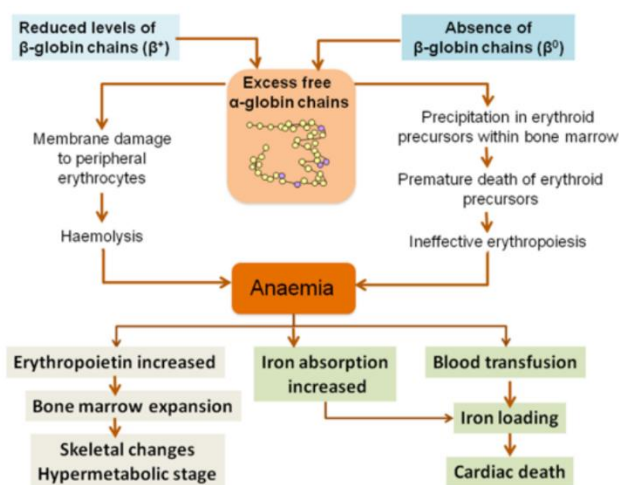 Reduced levels of
β-globin chains (β⁺)
Absence of
β-globin chains (β⁰)
Excess free
α-globin chains
Membrane damage
to peripheral
erythrocytes
Haemolysis
Precipitation in erythroid
precursors within bone marrow
Premature death of erythroid
precursors
Ineffective erythropoiesis
Anaemia
Erythropoietin increased
Bone marrow expansion
Skeletal changes
Hypermetabolic stage
Iron absorption
increased
Blood transfusion
Iron loading
Cardiac death